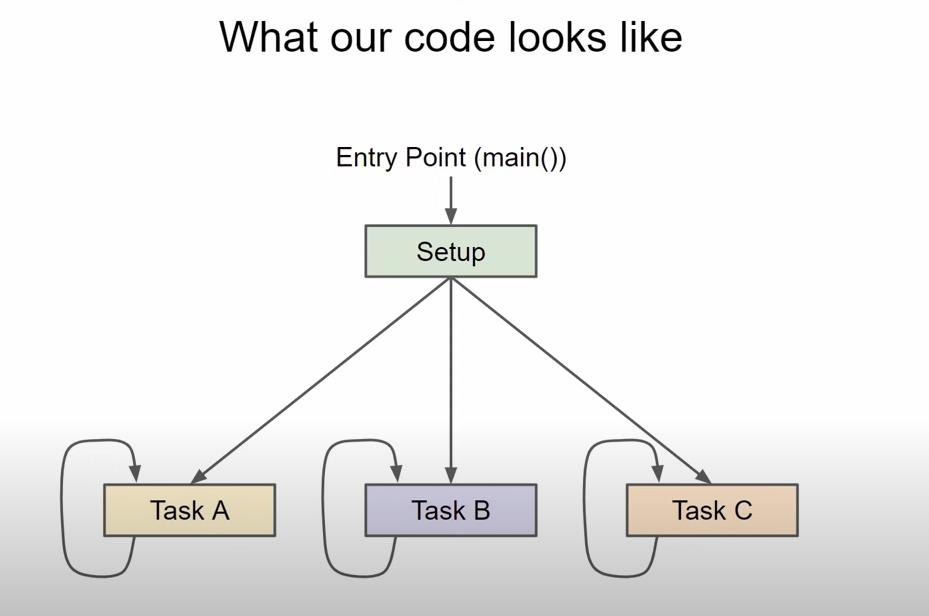 What our code looks like
Entry Point (main())
Setup
Task A
Task B
Task C